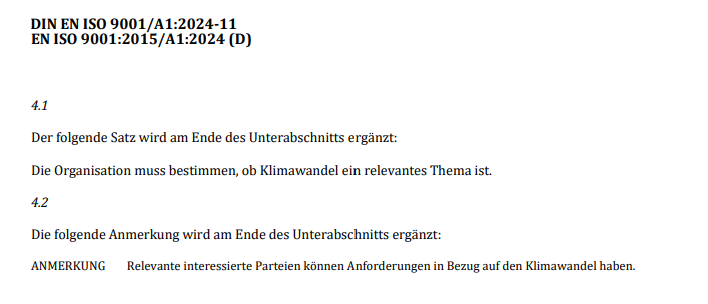 DIN EN ISO 9001/A1:2024-11
EN ISO 9001:2015/A1:2024 (D)
4.1
Der folgende Satz wird am Ende des Unterabschnitts ergänzt:
Die Organisation muss bestimmen, ob Klimawandel ein relevantes Thema ist.
4.2
Die folgende Anmerkung wird am Ende des Unterabschnitts ergänzt:
ANMERKUNG Relevante interessierte Parteien können Anforderungen in Bezug auf den Klimawandel haben.